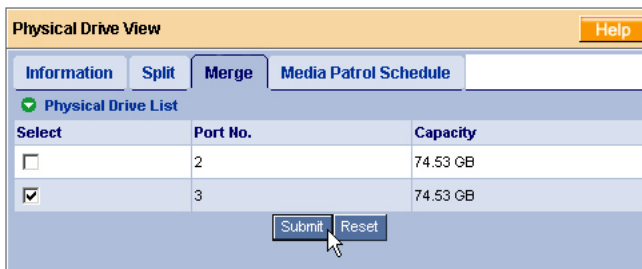 Physical Drive View Help
Information Split Merge Media Patrol Schedule
Physical Drive List
Select Port No. Capacity
2 74.53 GB
3 74.53 GB
Submit Reset